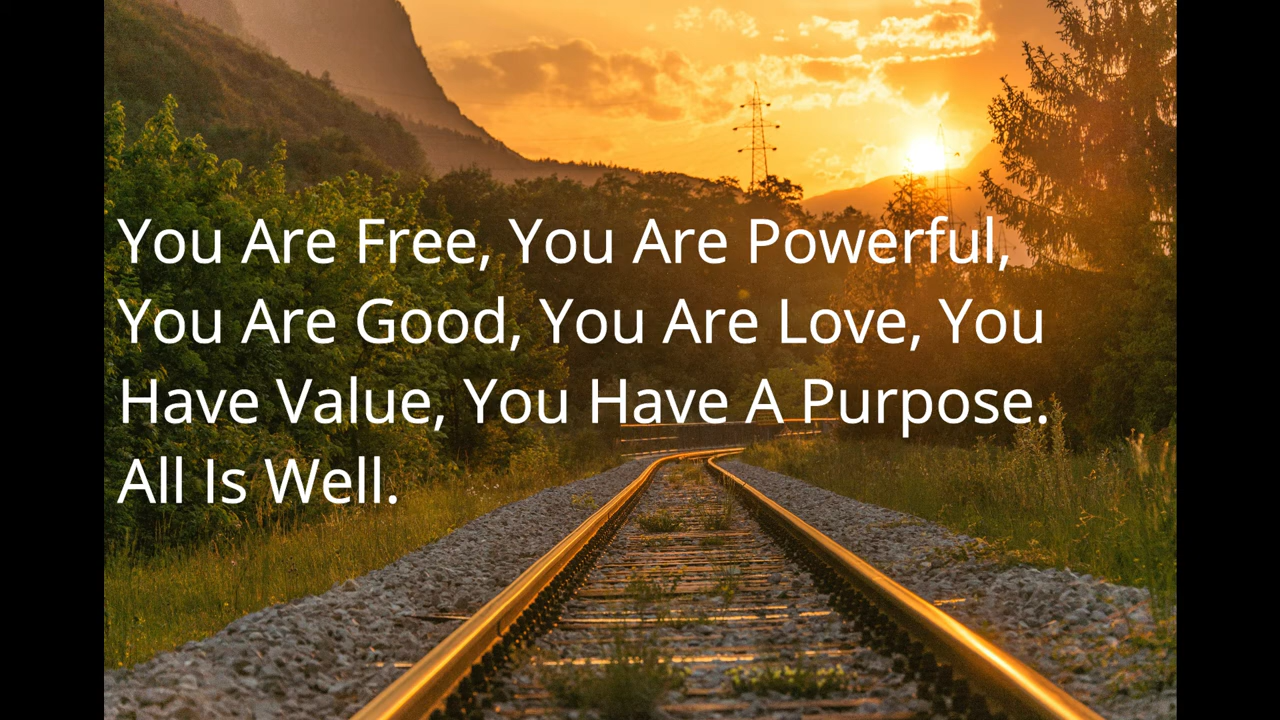 You Are Free, You Are Powerful,
You Are Good, You Are Love, You
Have Value, You Have A Purpose.
All Is Well.